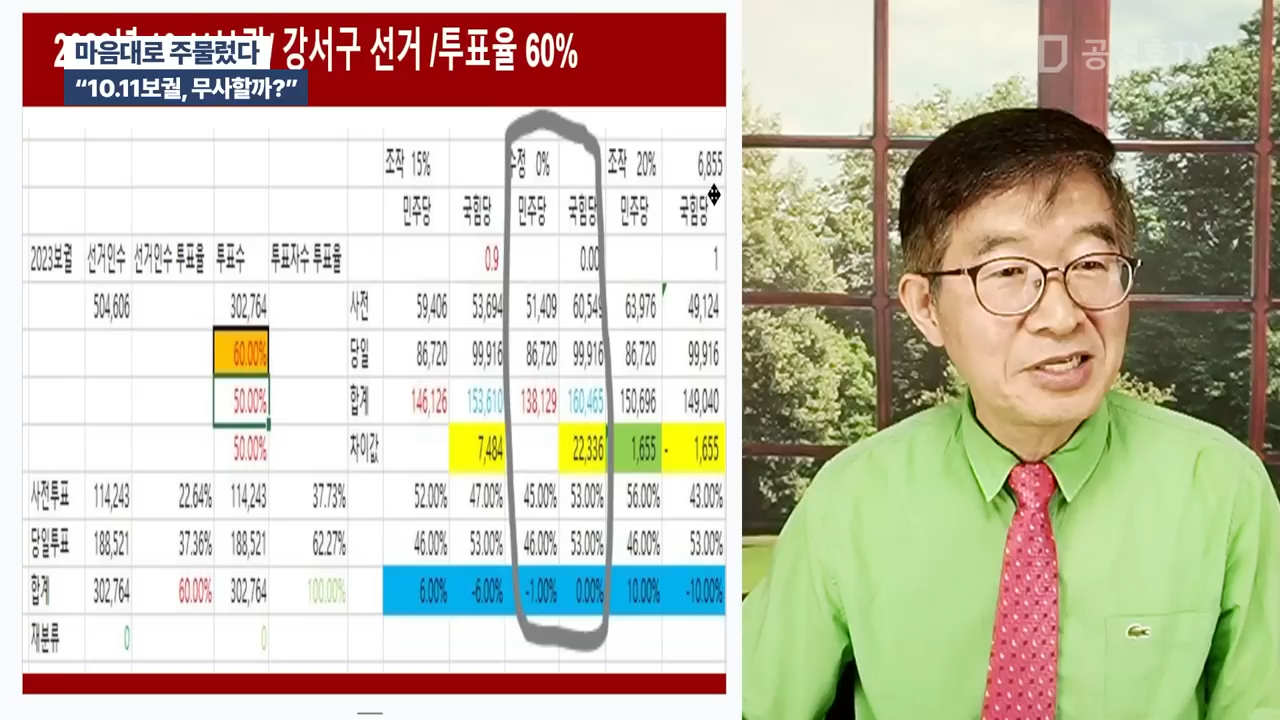 강서구 선거 /투표율 60%
마음대로 주물렀다
“10.11보궐, 무사할까?”
조작 15% 수정 0% 조작 20% 6,855
민주당 국힘당 민주당 국힘당 민주당 국힘당
2023보궐 선거인수 선거인수 투표율 투표수 투표자수 투표율 0.9 0.00 1
504,606 302,764 사전 59,406 53,694 51,409 60,549 63,976 49,124
60.00% 당일 86,720 99,916 86,720 99,916 86,720 99,916
50.00% 합계 146,126 153,610 138,129 160,465 150,696 149,040
50.00% 차이값 7,484 22,336 1,655 - 1,655
사전투표 114,243 22.64% 114,243 37.73% 52.00% 47.00% 45.00% 53.00% 56.00% 43.00%
당일투표 188,521 37.36% 188,521 62.27% 46.00% 53.00% 46.00% 53.00% 46.00% 53.00%
합계 302,764 60.00% 302,764 100.00% 6.00% -6.00% -1.00% 0.00% 10.00% -10.00%
재분류 0 0
공병호TV